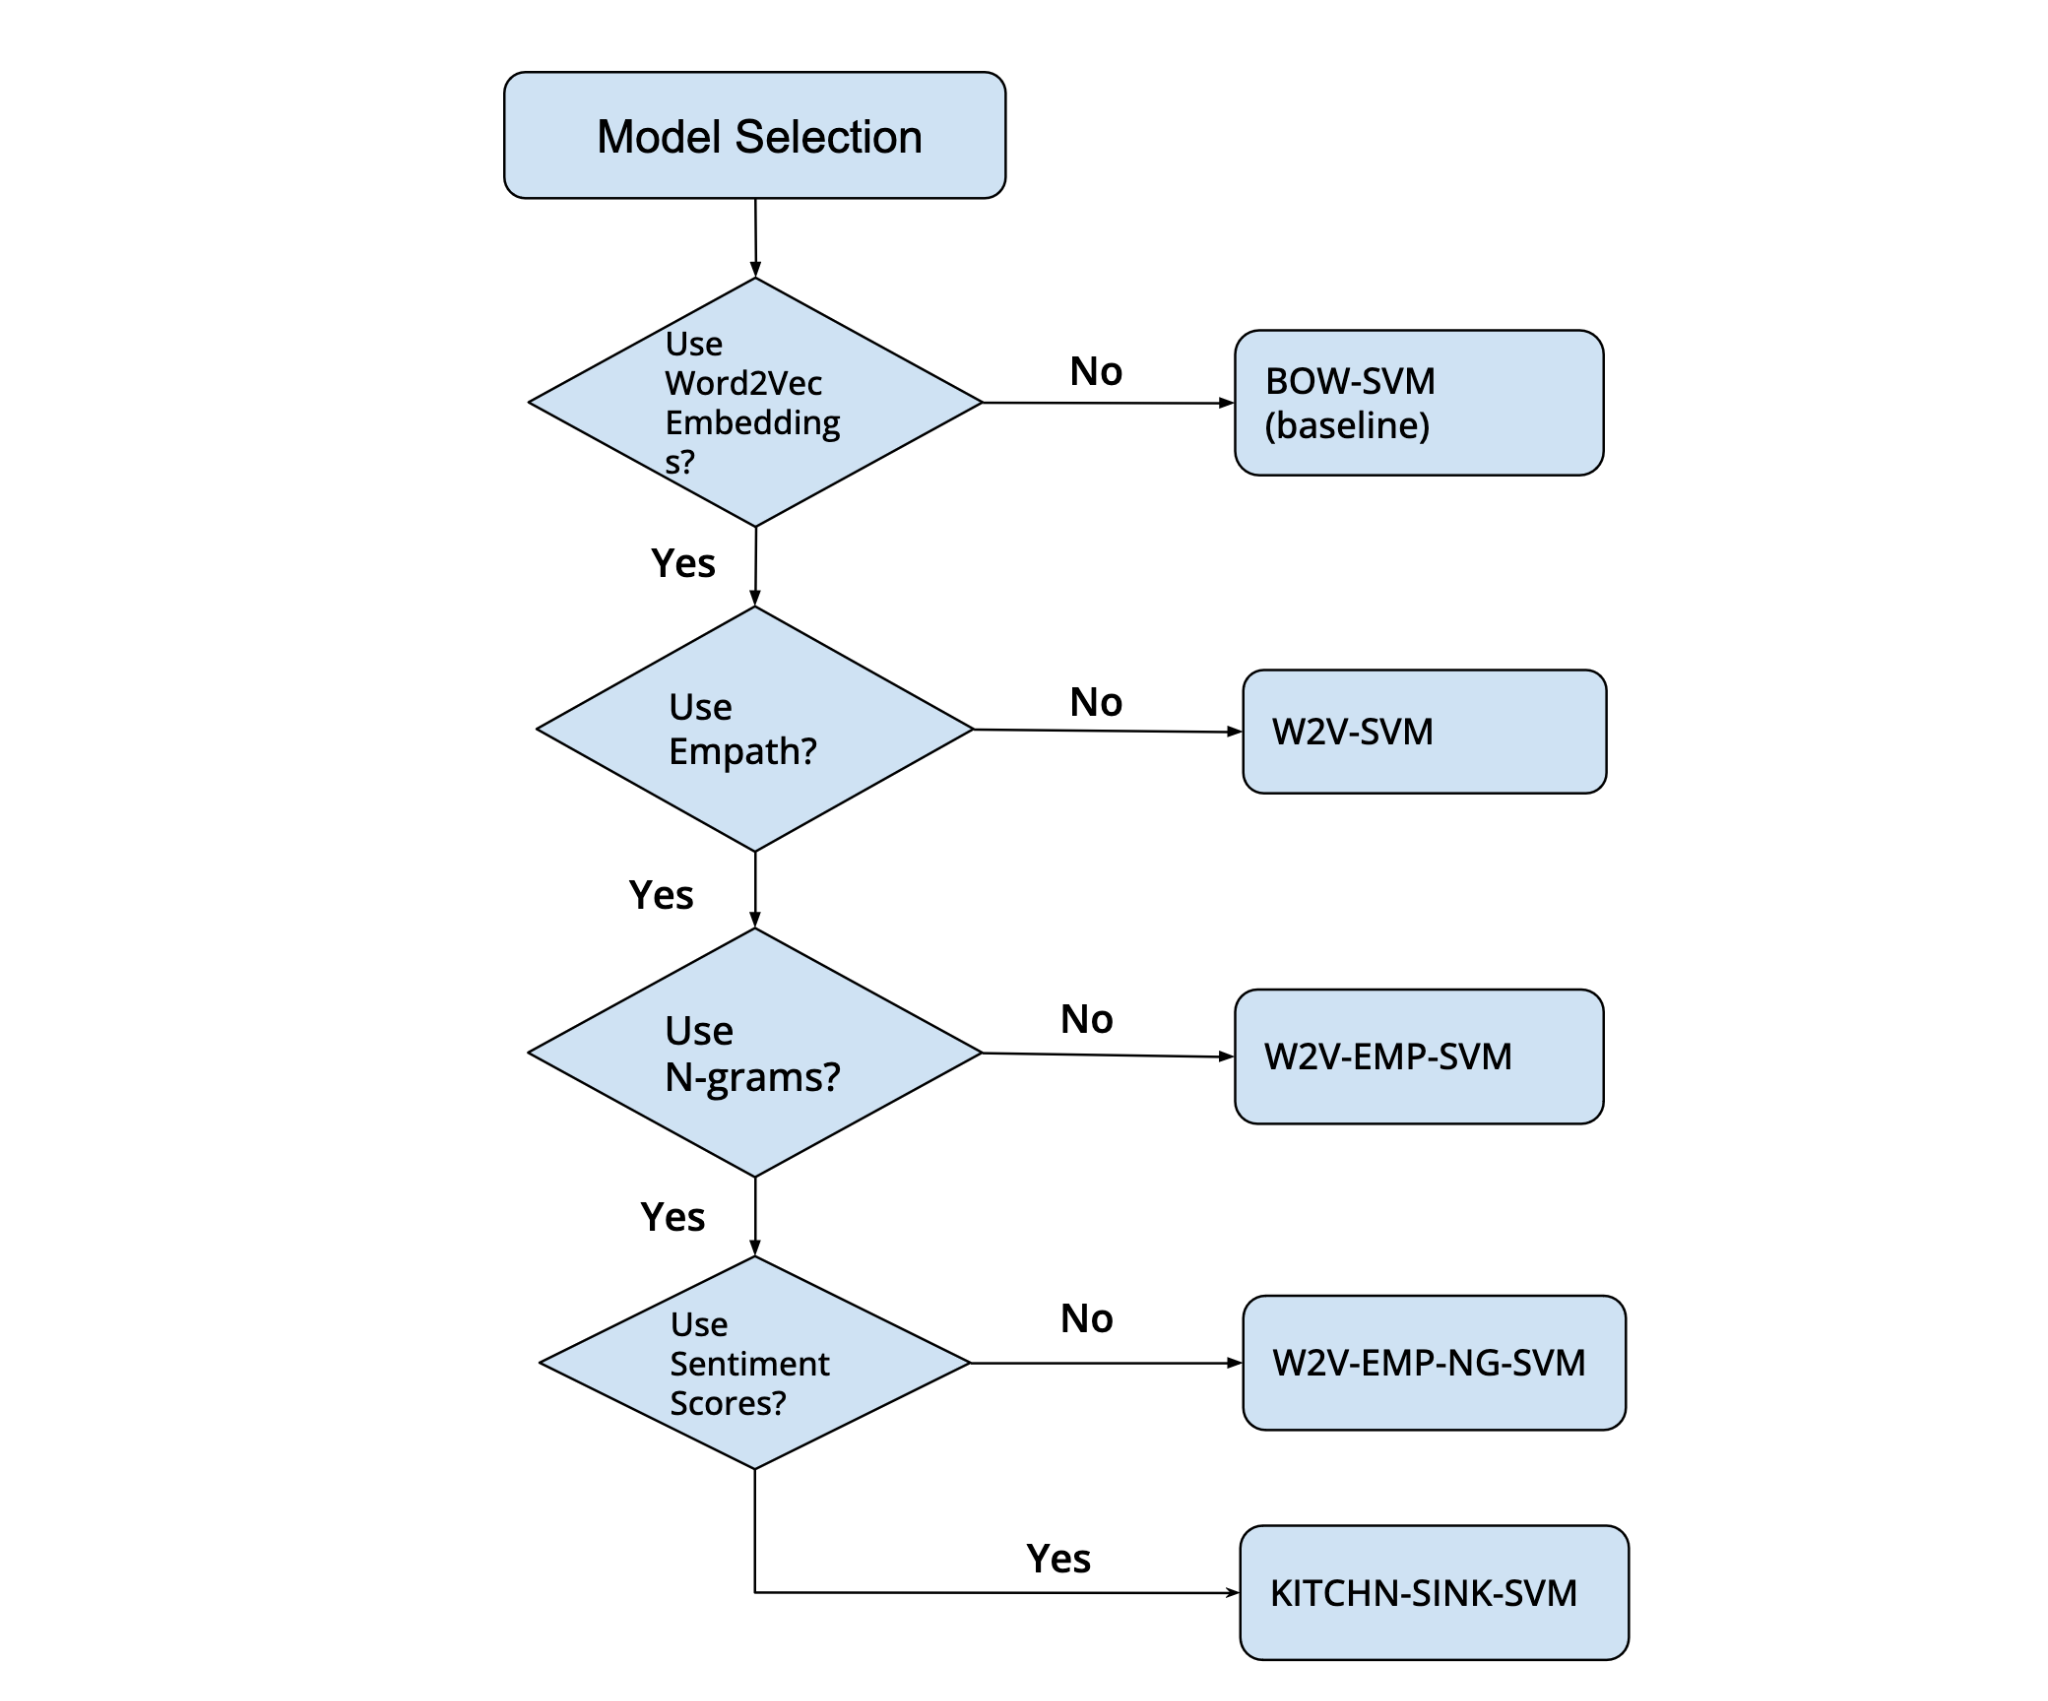 Model Selection
Use
Word2Vec
Embedding
s?
No
BOW-SVM
(baseline)
Yes
Use
Empath?
No
W2V-SVM
Yes
Use
N-grams?
No
W2V-EMP-SVM
Yes
Use
Sentiment
Scores?
No
W2V-EMP-NG-SVM
Yes
KITCHN-SINK-SVM